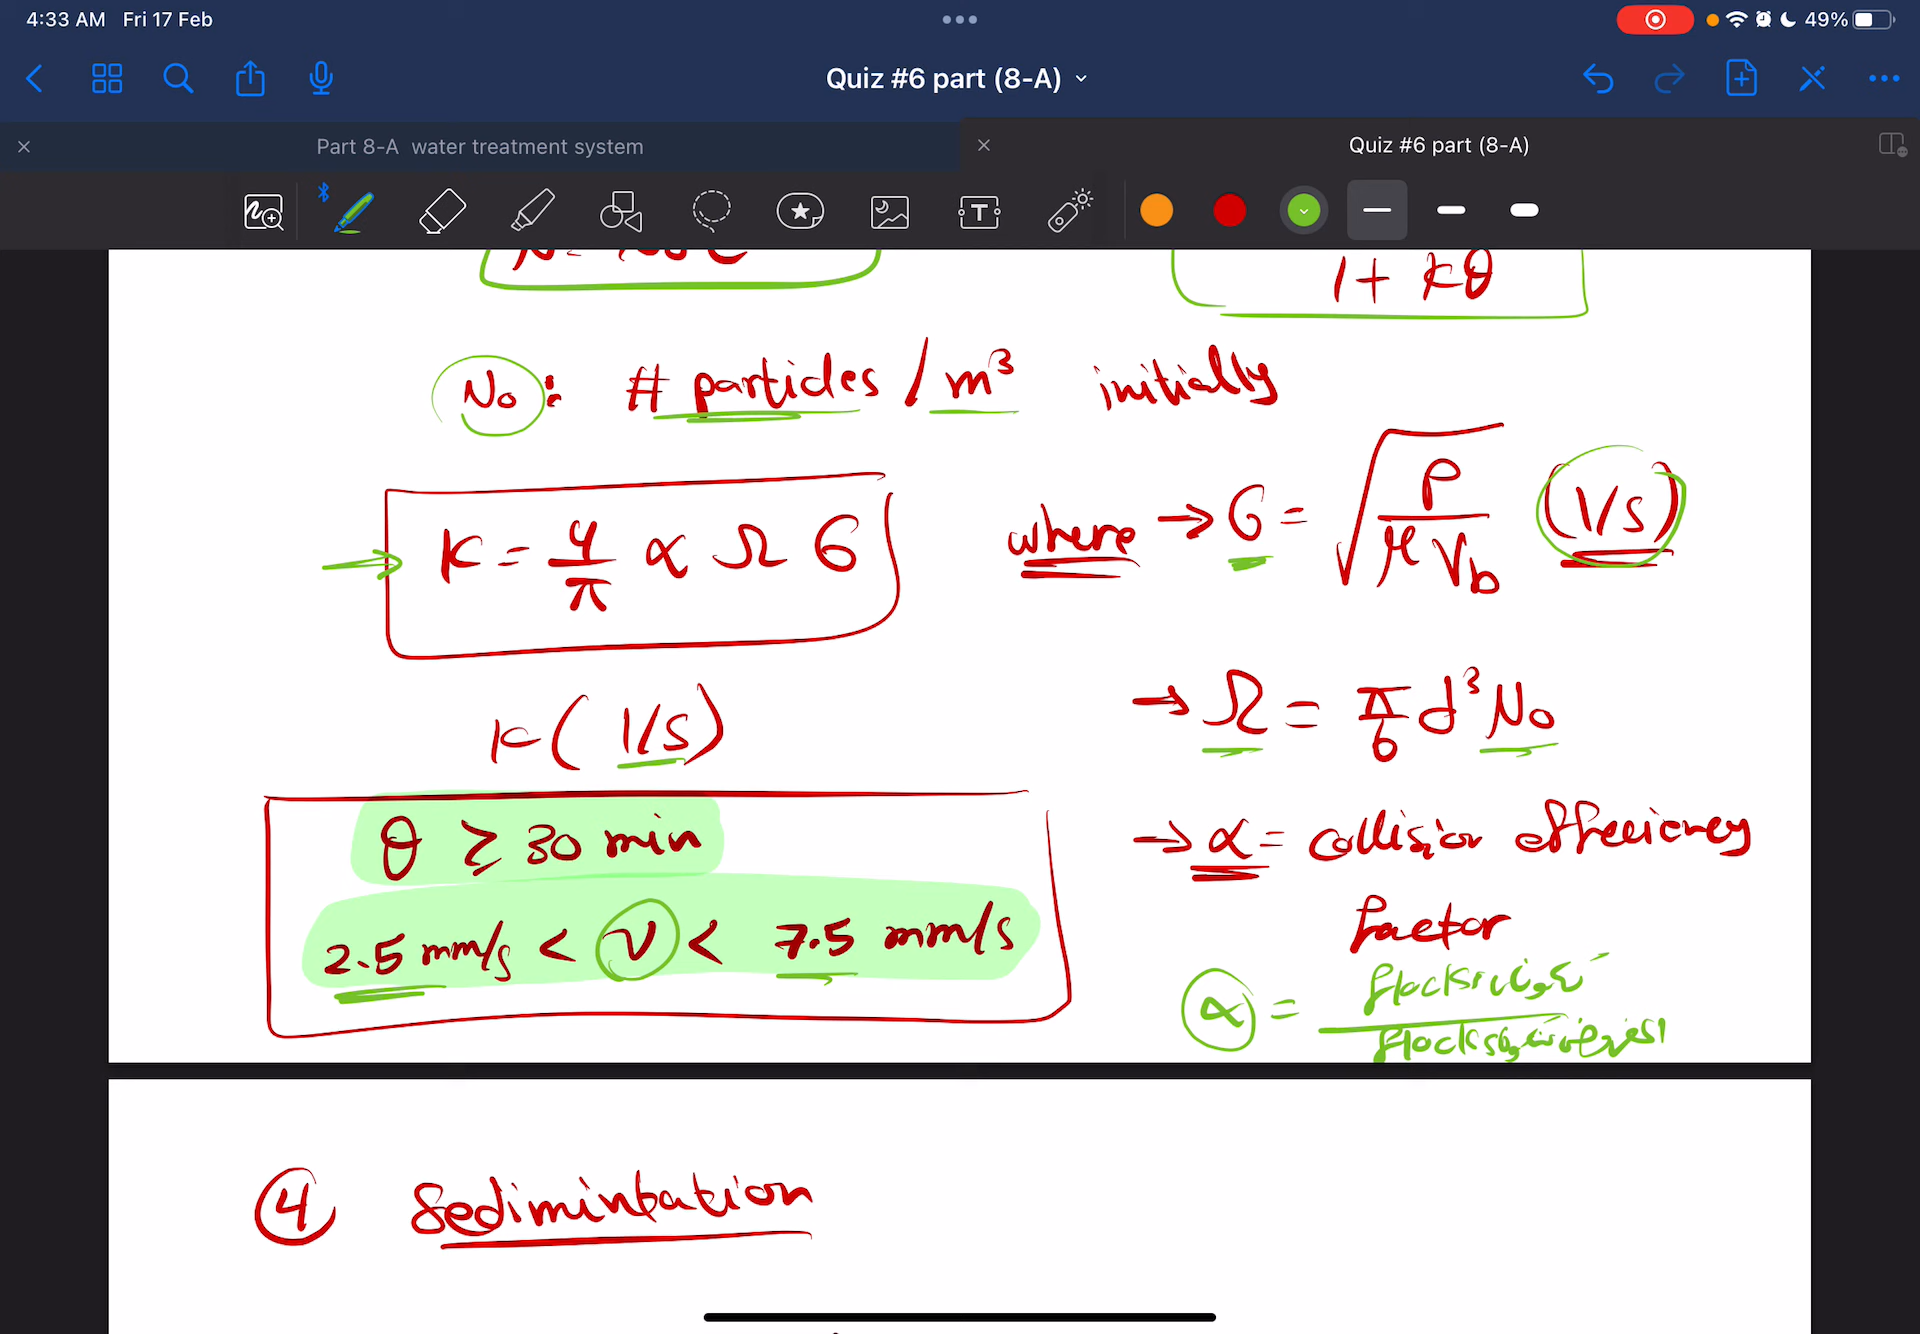 4:33 AM Fri 17 Feb
49%
Quiz #6 part (8-A)
Part 8-A water treatment system
Quiz #6 part (8-A)
T
1 + kθ
No: # particles / m³ initially
K = 4/π α Ω G
where → G = √(P / μ V_b) (1/s)
K (1/s)
→ Ω = π/6 d³ No
θ ≥ 30 min
→ α = collision efficiency
factor
2.5 mm/s < v < 7.5 mm/s
α =
④ Sedimintation